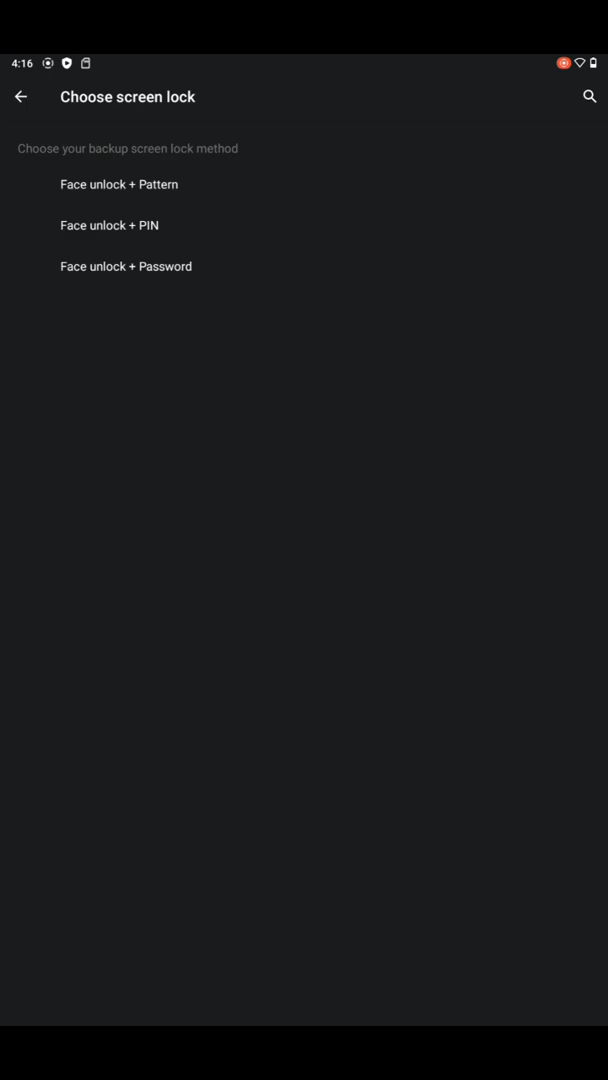 4:16
Choose screen lock
Choose your backup screen lock method
Face unlock + Pattern
Face unlock + PIN
Face unlock + Password